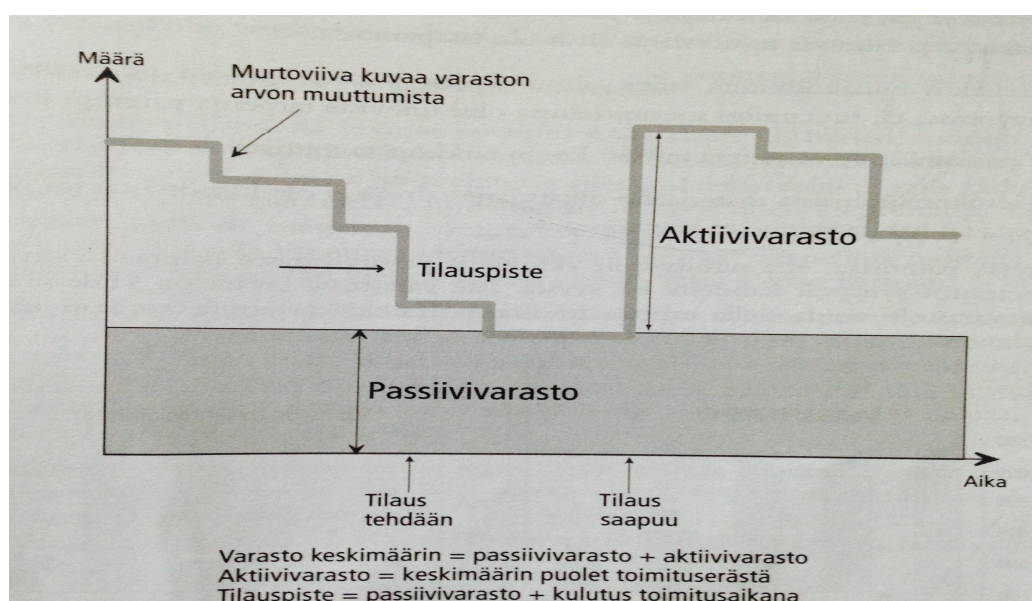 Määrä
Murtoviiva kuvaa varaston
arvon muuttumista
Aktiivivarasto
Tilauspiste
Passiivivarasto
Aika
Tilaus
tehdään
Tilaus
saapuu
Varasto keskimäärin = passiivivarasto + aktiivivarasto
Aktiivivarasto = keskimäärin puolet toimituserästä
Tilauspiste = passiivivarasto + kulutus toimitusaikana